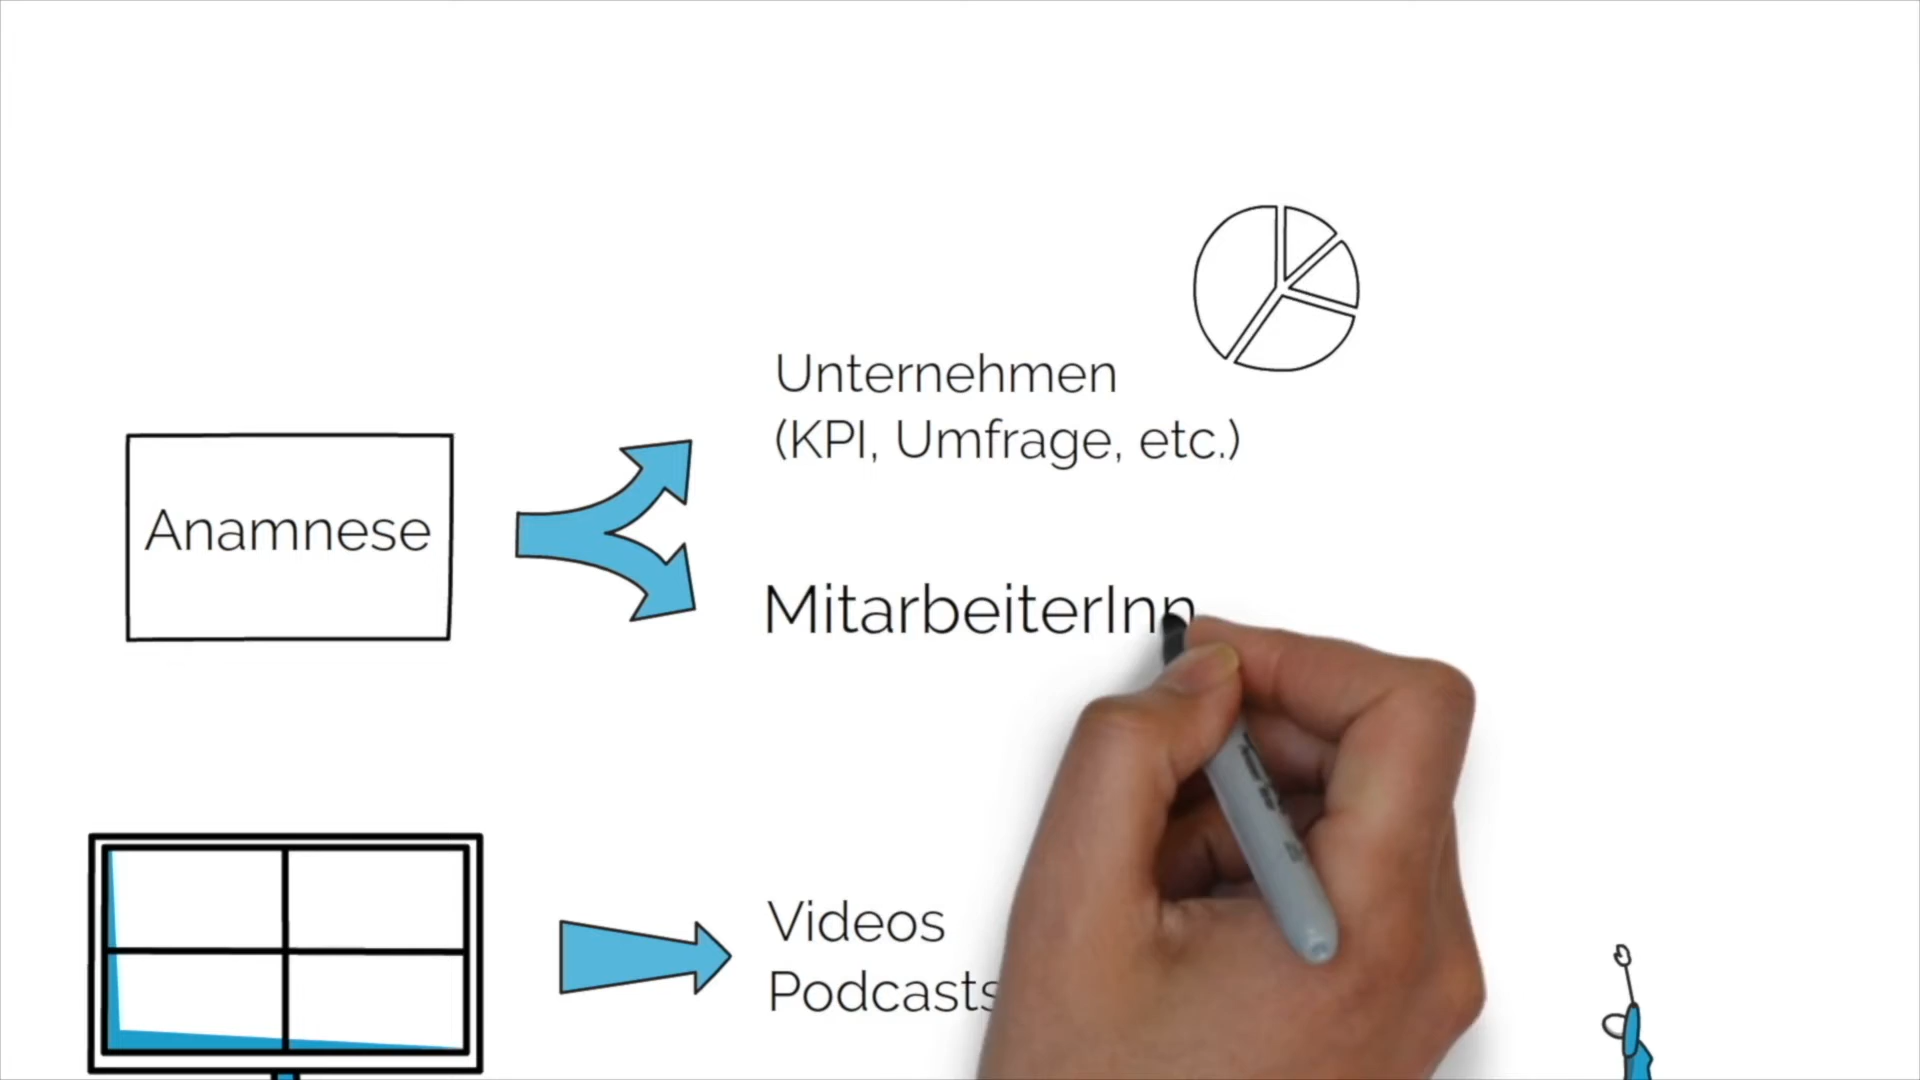 Unternehmen
(KPI, Umfrage, etc.)
Anamnese
MitarbeiterInn
Videos
Podcasts